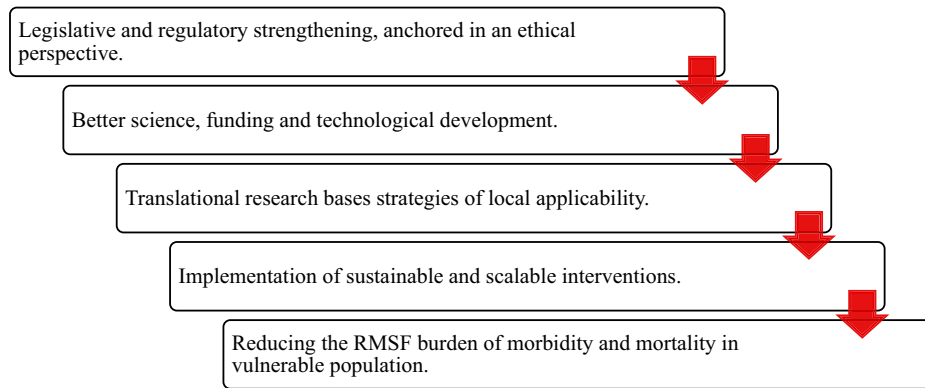 Legislative and regulatory strengthening, anchored in an ethical
perspective.
Better science, funding and technological development.
Translational research bases strategies of local applicability.
Implementation of sustainable and scalable interventions.
Reducing the RMSF burden of morbidity and mortality in
vulnerable population.